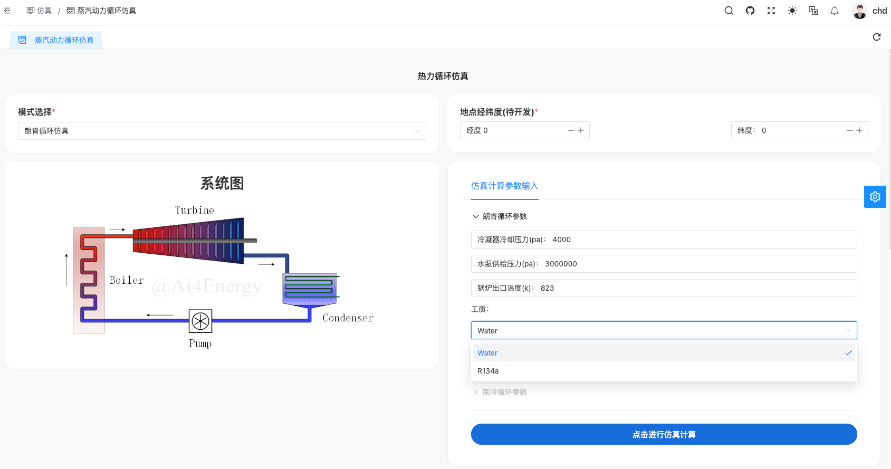 仿真 / 蒸汽动力循环仿真
chd
蒸汽动力循环仿真
热力循环仿真
模式选择*
朗肯循环仿真
地点经纬度(待开发)*
经度 0
纬度: 0
系统图
Turbine
Boiler
@Ai4Energy
Condenser
Pump
仿真计算参数输入
朗肯循环参数
冷凝器冷却压力(pa): 4000
水泵供给压力(pa): 3000000
锅炉出口温度(k): 823
工质:
Water
Water
R134a
制冷循环参数
点击进行仿真计算